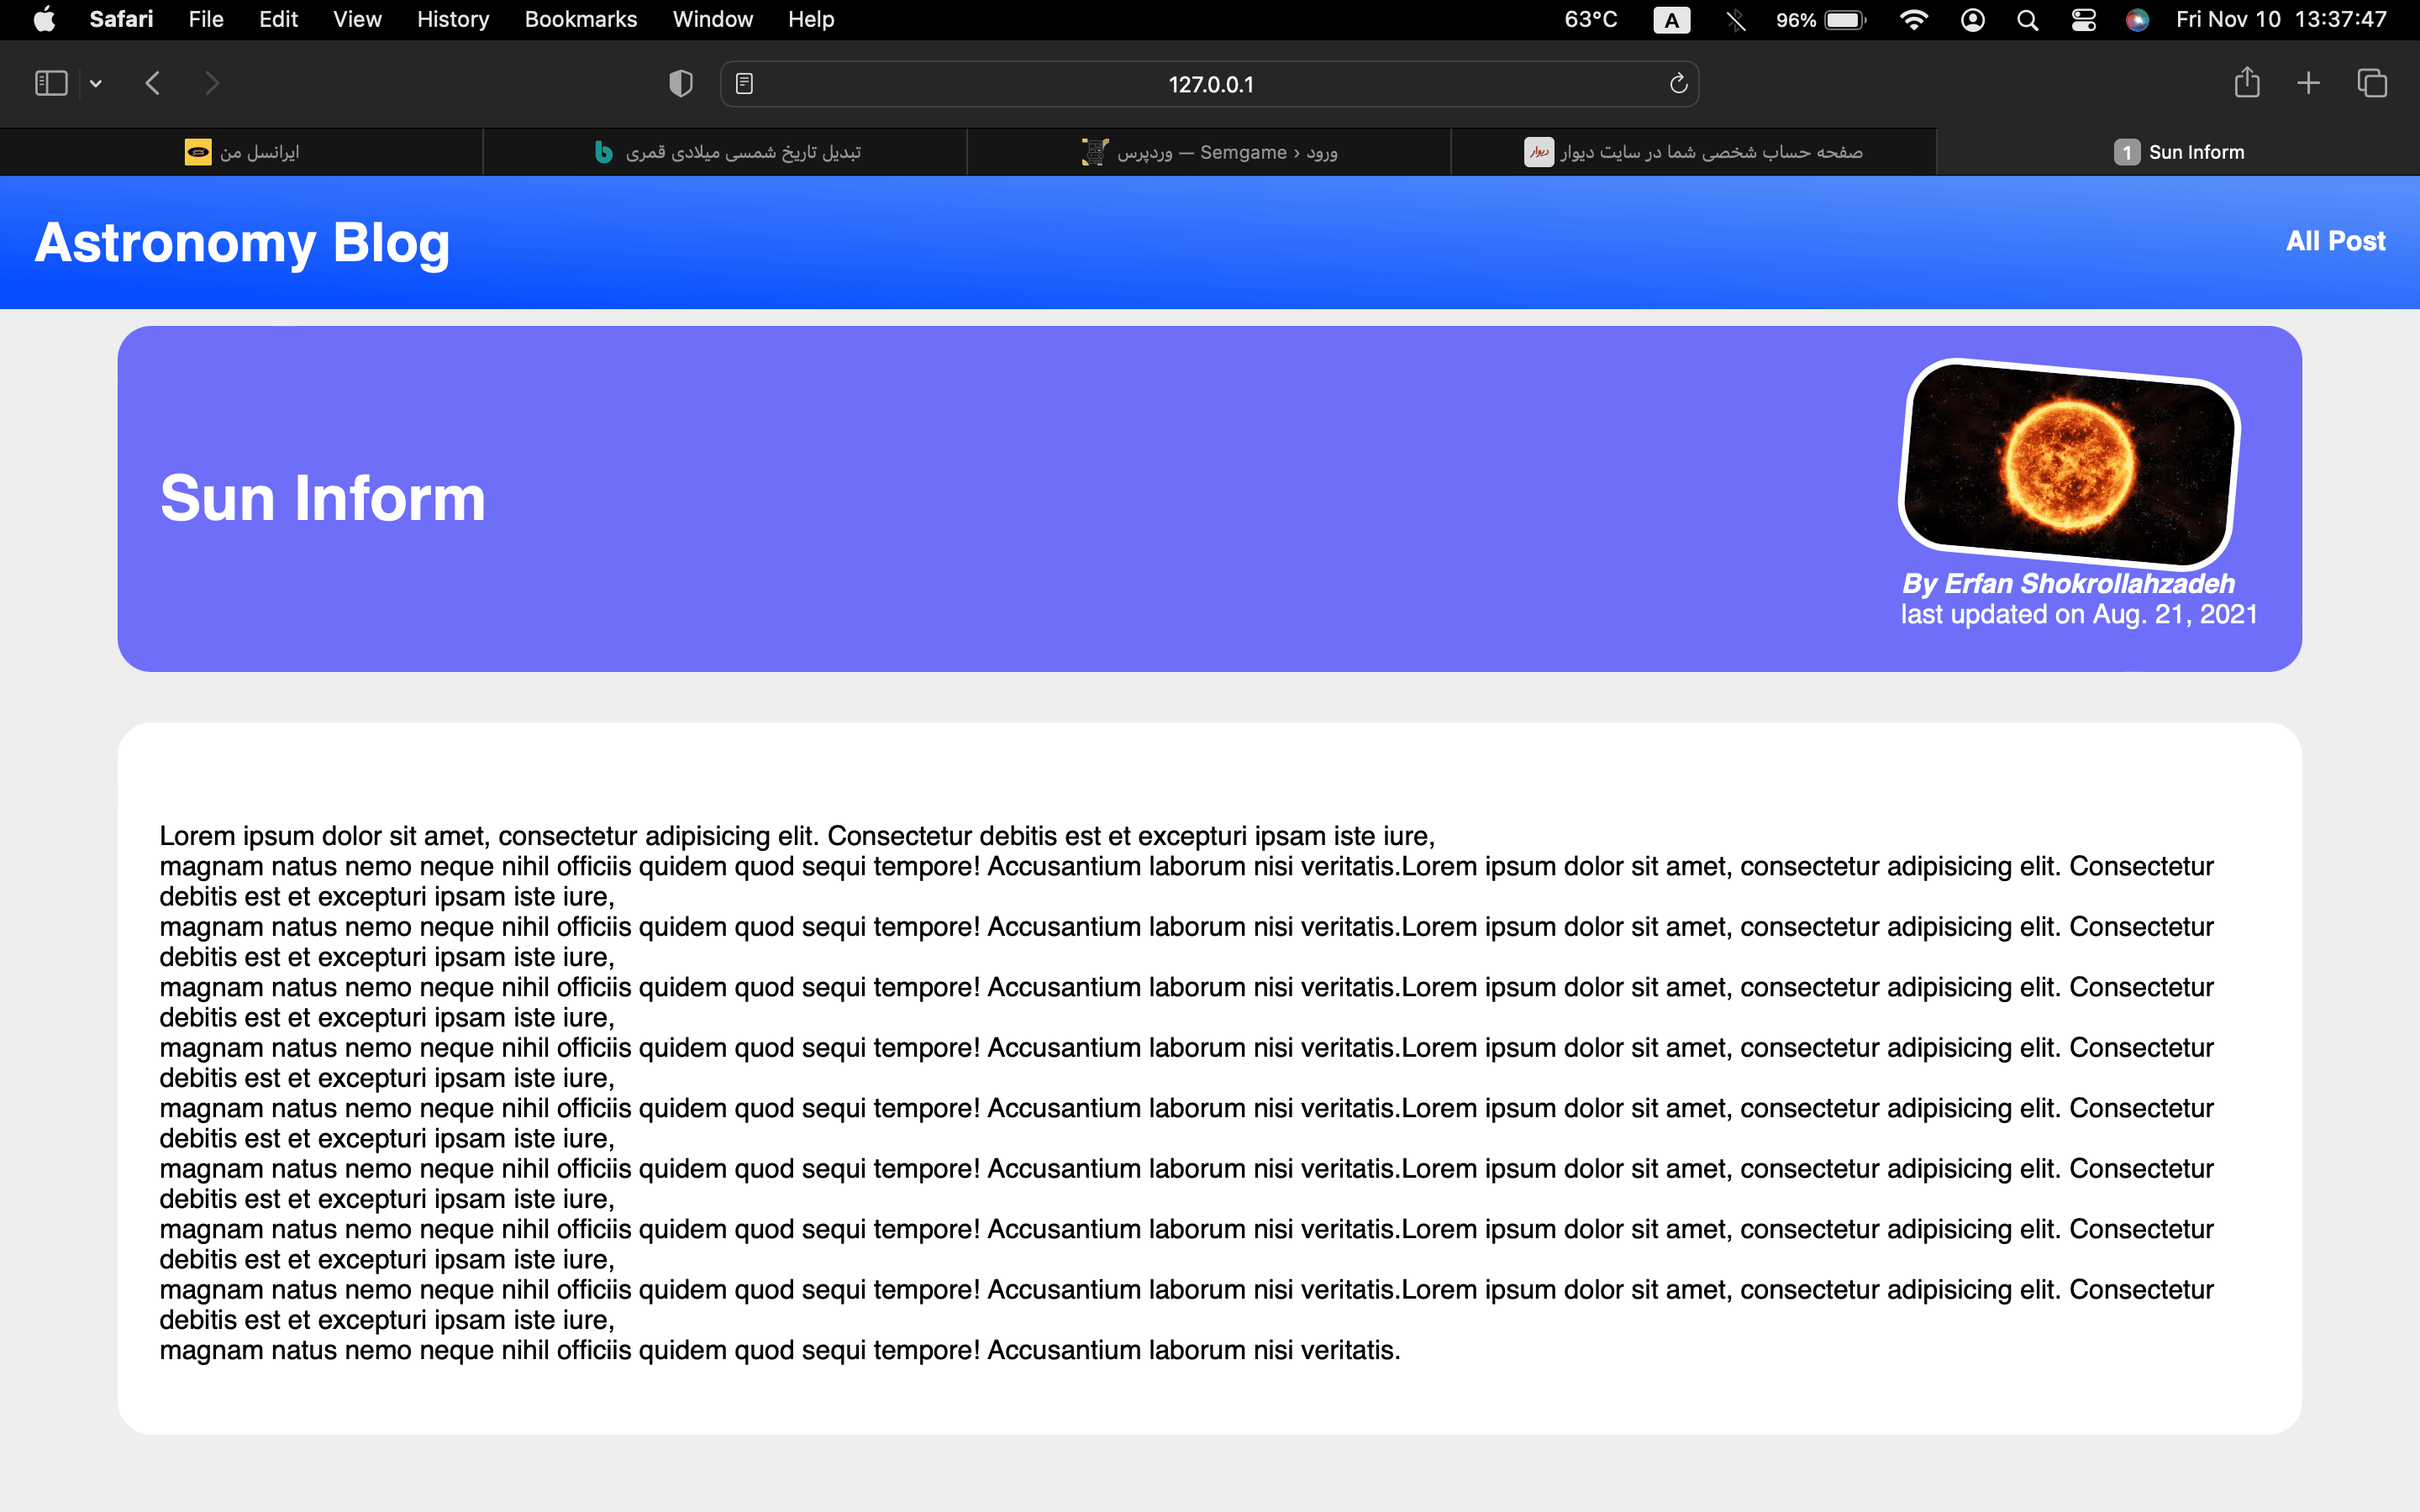 Safari File Edit View History Bookmarks Window Help 63°C A 96% Fri Nov 10 13:37:47
127.0.0.1
ایرانسل من
تبدیل تاریخ شمسی میلادی قمری
ورود ‹ Semgame — وردپرس
صفحه حساب شخصی شما در سایت دیوار
دیوار
1 Sun Inform
Astronomy Blog
All Post
Sun Inform
By Erfan Shokrollahzadeh
last updated on Aug. 21, 2021
Lorem ipsum dolor sit amet, consectetur adipisicing elit. Consectetur debitis est et excepturi ipsam iste iure,
magnam natus nemo neque nihil officiis quidem quod sequi tempore! Accusantium laborum nisi veritatis.Lorem ipsum dolor sit amet, consectetur adipisicing elit. Consectetur
debitis est et excepturi ipsam iste iure,
magnam natus nemo neque nihil officiis quidem quod sequi tempore! Accusantium laborum nisi veritatis.Lorem ipsum dolor sit amet, consectetur adipisicing elit. Consectetur
debitis est et excepturi ipsam iste iure,
magnam natus nemo neque nihil officiis quidem quod sequi tempore! Accusantium laborum nisi veritatis.Lorem ipsum dolor sit amet, consectetur adipisicing elit. Consectetur
debitis est et excepturi ipsam iste iure,
magnam natus nemo neque nihil officiis quidem quod sequi tempore! Accusantium laborum nisi veritatis.Lorem ipsum dolor sit amet, consectetur adipisicing elit. Consectetur
debitis est et excepturi ipsam iste iure,
magnam natus nemo neque nihil officiis quidem quod sequi tempore! Accusantium laborum nisi veritatis.Lorem ipsum dolor sit amet, consectetur adipisicing elit. Consectetur
debitis est et excepturi ipsam iste iure,
magnam natus nemo neque nihil officiis quidem quod sequi tempore! Accusantium laborum nisi veritatis.Lorem ipsum dolor sit amet, consectetur adipisicing elit. Consectetur
debitis est et excepturi ipsam iste iure,
magnam natus nemo neque nihil officiis quidem quod sequi tempore! Accusantium laborum nisi veritatis.Lorem ipsum dolor sit amet, consectetur adipisicing elit. Consectetur
debitis est et excepturi ipsam iste iure,
magnam natus nemo neque nihil officiis quidem quod sequi tempore! Accusantium laborum nisi veritatis.Lorem ipsum dolor sit amet, consectetur adipisicing elit. Consectetur
debitis est et excepturi ipsam iste iure,
magnam natus nemo neque nihil officiis quidem quod sequi tempore! Accusantium laborum nisi veritatis.